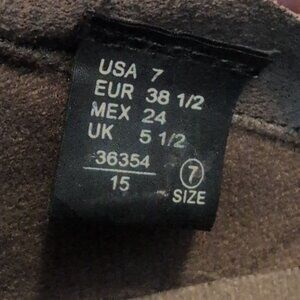 USA 7
EUR 38 1/2
MEX 24
UK 5 1/2
36354
15
7
SIZE